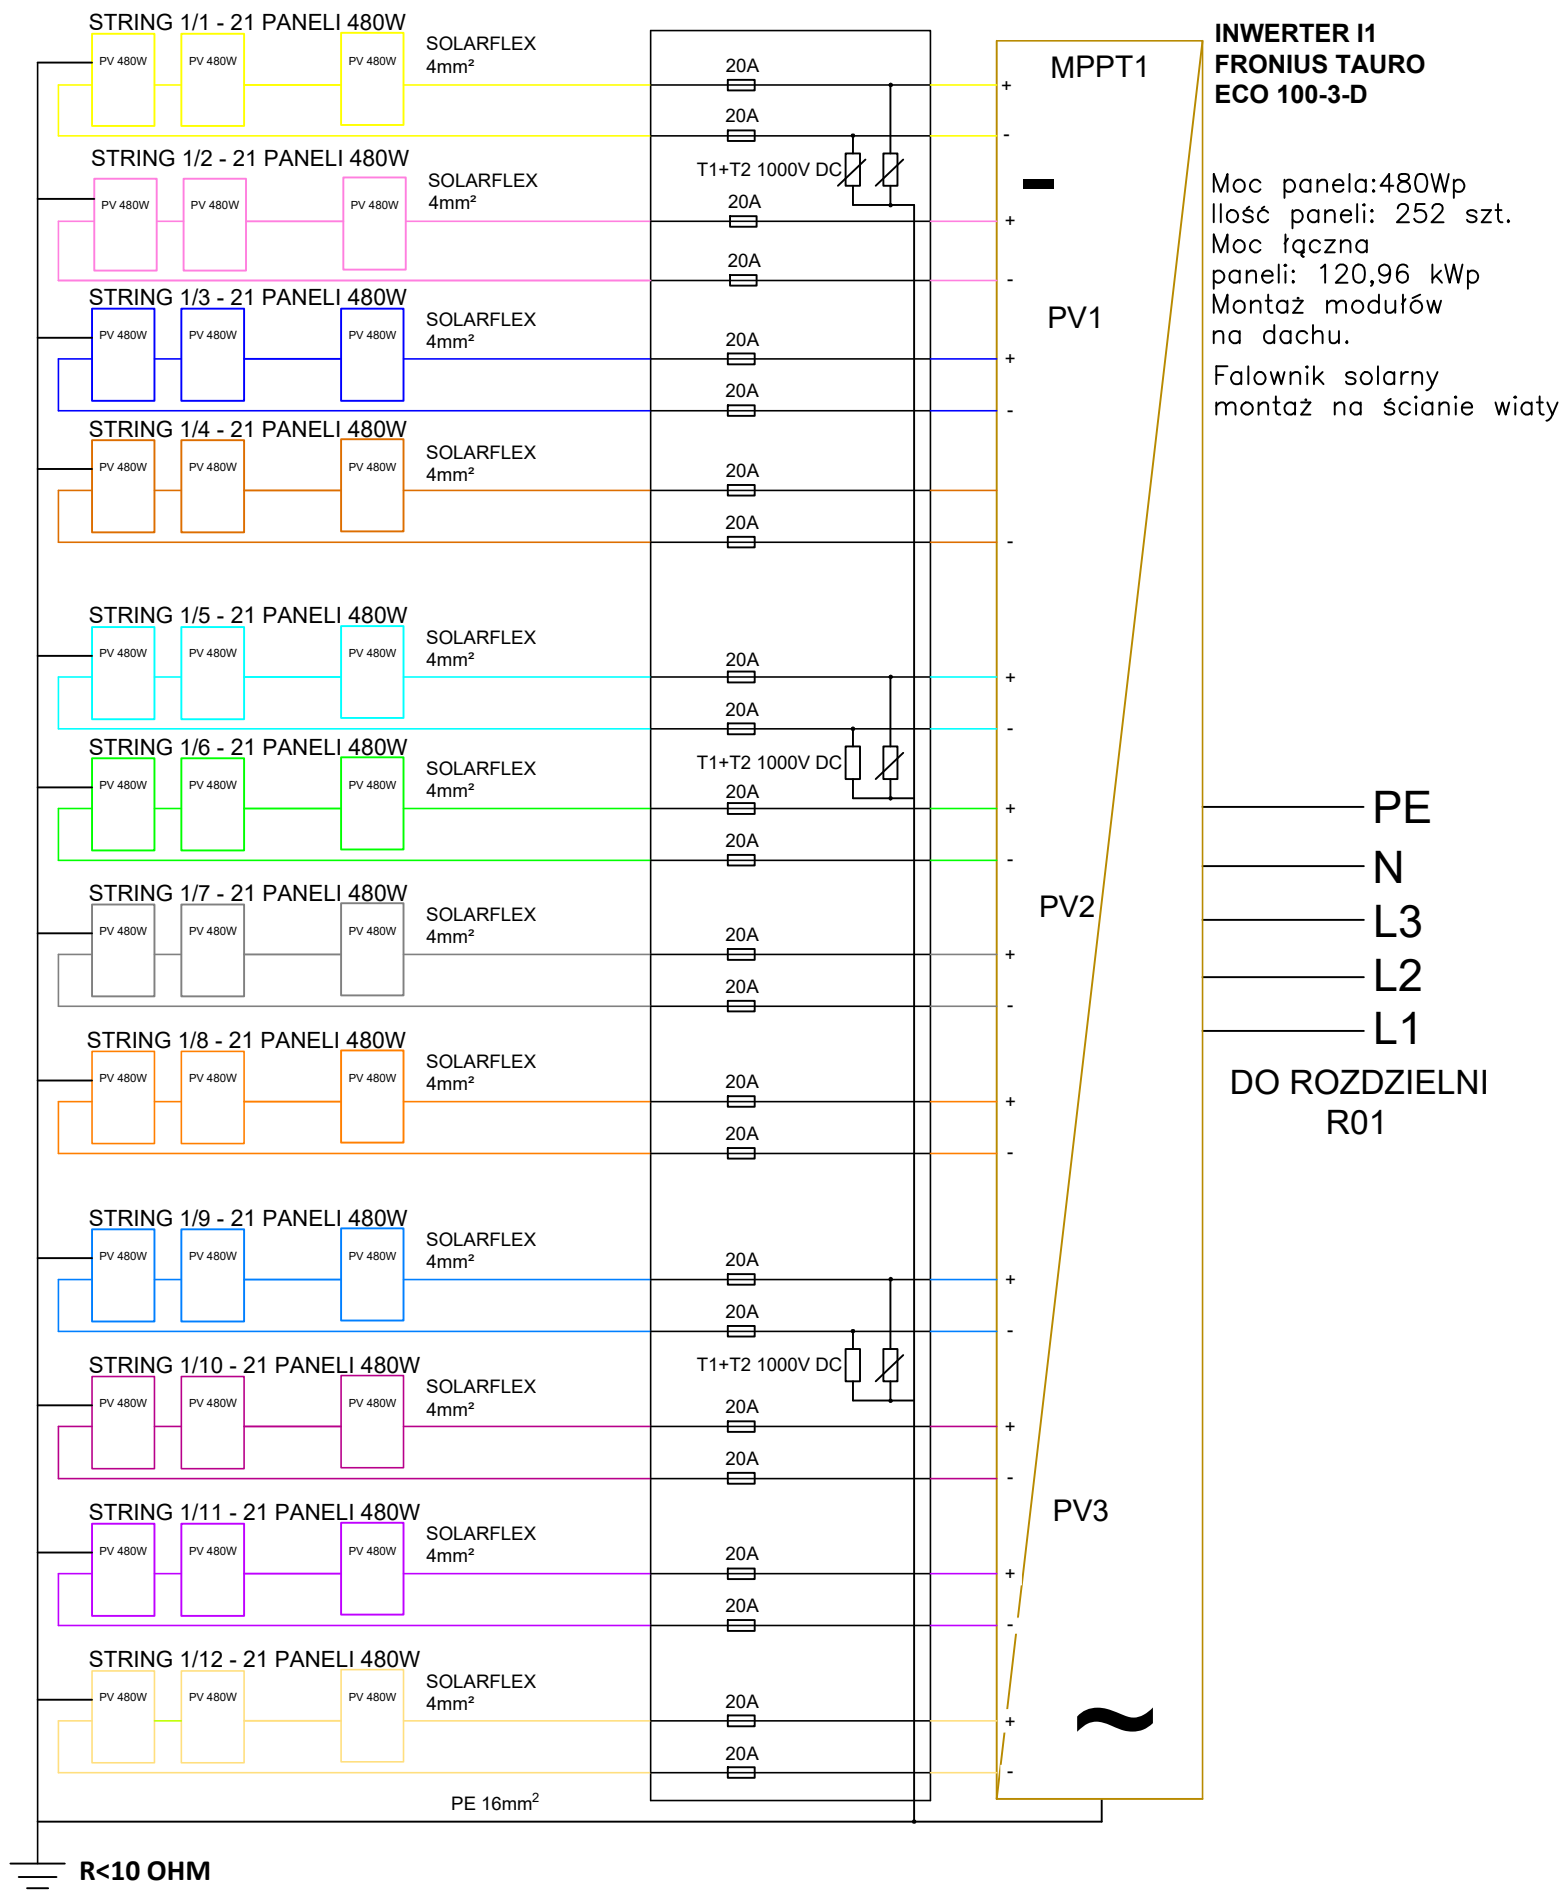 STRING 1/1 - 21 PANELI 480W
PV 480W PV 480W PV 480W
SOLARFLEX
4mm²
20A
20A
T1+T2 1000V DC
STRING 1/2 - 21 PANELI 480W
PV 480W PV 480W PV 480W
SOLARFLEX
4mm²
20A
20A
STRING 1/3 - 21 PANELI 480W
PV 480W PV 480W PV 480W
SOLARFLEX
4mm²
20A
20A
STRING 1/4 - 21 PANELI 480W
PV 480W PV 480W PV 480W
SOLARFLEX
4mm²
20A
20A
STRING 1/5 - 21 PANELI 480W
PV 480W PV 480W PV 480W
SOLARFLEX
4mm²
20A
20A
T1+T2 1000V DC
STRING 1/6 - 21 PANELI 480W
PV 480W PV 480W PV 480W
SOLARFLEX
4mm²
20A
20A
STRING 1/7 - 21 PANELI 480W
PV 480W PV 480W PV 480W
SOLARFLEX
4mm²
20A
20A
STRING 1/8 - 21 PANELI 480W
PV 480W PV 480W PV 480W
SOLARFLEX
4mm²
20A
20A
STRING 1/9 - 21 PANELI 480W
PV 480W PV 480W PV 480W
SOLARFLEX
4mm²
20A
20A
T1+T2 1000V DC
STRING 1/10 - 21 PANELI 480W
PV 480W PV 480W PV 480W
SOLARFLEX
4mm²
20A
20A
STRING 1/11 - 21 PANELI 480W
PV 480W PV 480W PV 480W
SOLARFLEX
4mm²
20A
20A
STRING 1/12 - 21 PANELI 480W
PV 480W PV 480W PV 480W
SOLARFLEX
4mm²
20A
20A
PE 16mm²
R<10 OHM
MPPT1
+
-
+
-
PV1
+
-
-
+
-
+
-
PV2
+
-
+
-
+
-
+
-
PV3
+
-
+
-
~
INWERTER I1
FRONIUS TAURO
ECO 100-3-D
Moc panela:480Wp
Ilość paneli: 252 szt.
Moc łączna
paneli: 120,96 kWp
Montaż modułów
na dachu.
Falownik solarny
montaż na ścianie wiaty
PE
N
L3
L2
L1
DO ROZDZIELNI
R01